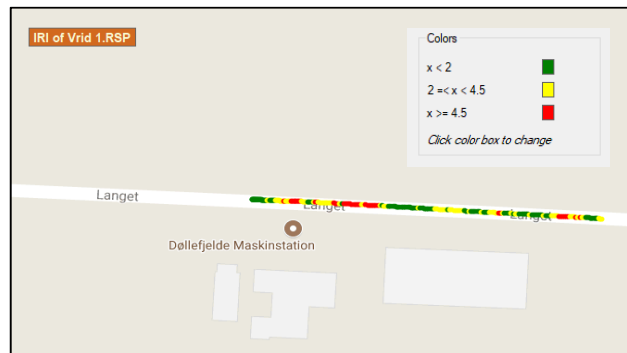 IRI of Vrid 1.RSP
Colors
x < 2
2 =< x < 4.5
x >= 4.5
Click color box to change
Langet
Langet
Langet
Døllefjelde Maskinstation